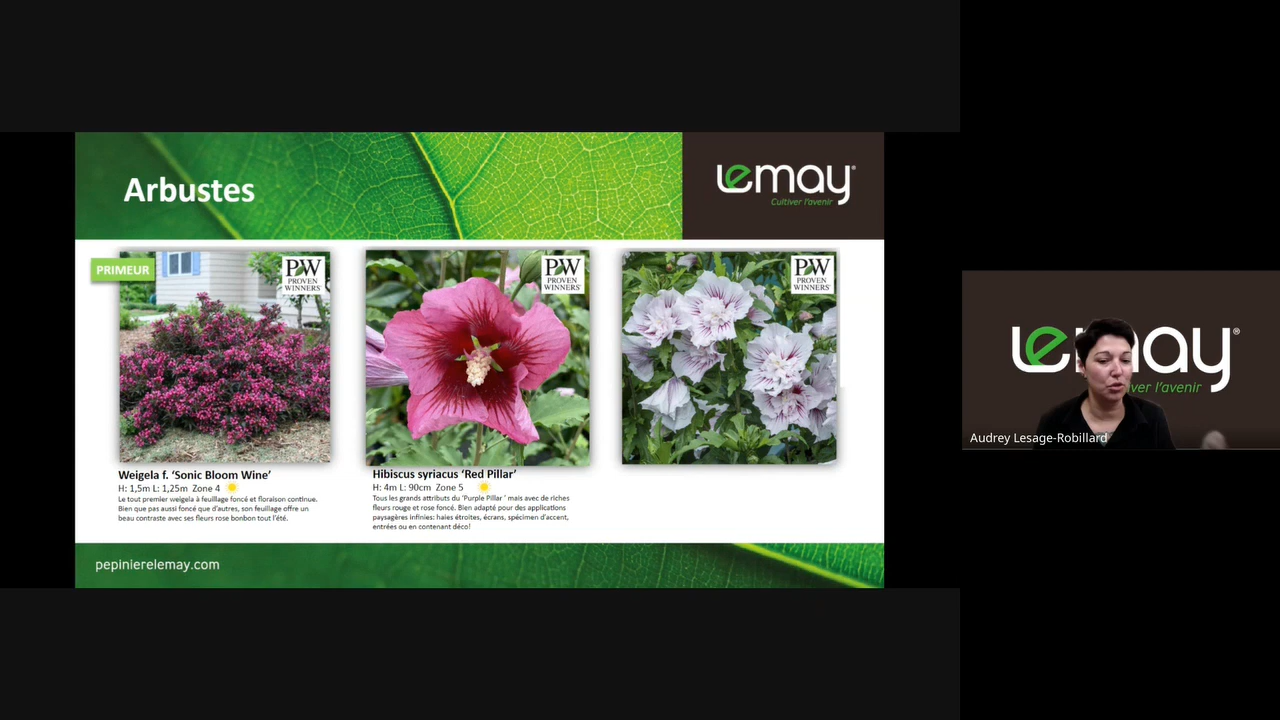 Arbustes
Lemay®
Cultiver l'avenir
PRIMEUR
PW
PROVEN
WINNERS®
PW
PROVEN
WINNERS®
PW
PROVEN
WINNERS®
Weigela f. ‘Sonic Bloom Wine’
H: 1,5m L: 1,25m Zone 4
Le tout premier weigela à feuillage foncé et floraison continue.
Bien que pas aussi foncé que d’autres, son feuillage offre un
beau contraste avec ses fleurs rose bonbon tout l’été.
Hibiscus syriacus ‘Red Pillar’
H: 4m L: 90cm Zone 5
Tous les grands attributs du ‘Purple Pillar ’ mais avec de riches
fleurs rouge et rose foncé. Bien adapté pour des applications
paysagères infinies: haies étroites, écrans, spécimen d’accent,
entrées ou en contenant déco!
pepinierelemay.com
ay®
ver l'avenir
Audrey Lesage-Robillard